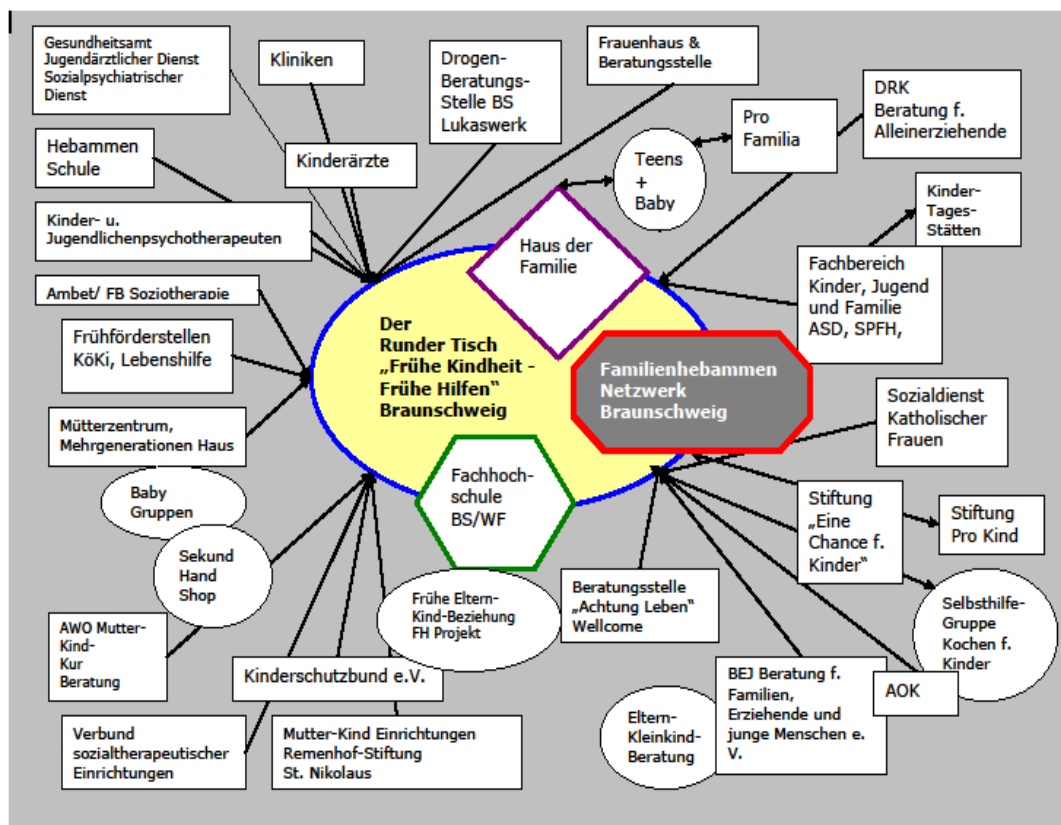 Gesundheitsamt
Jugendärztlicher Dienst
Sozialpsychiatrischer
Dienst
Kliniken
Drogen-
Beratungs-
Stelle BS
Lukaswerk
Frauenhaus &
Beratungsstelle
DRK
Beratung f.
Alleinerziehende
Pro
Familia
Teens
+
Baby
Hebammen
Schule
Kinderärzte
Kinder-
Tages-
Stätten
Kinder- u.
Jugendlichenpsychotherapeuten
Haus der
Familie
Fachbereich
Kinder, Jugend
und Familie
ASD, SPFH,
Ambet/ FB Soziotherapie
Frühförderstellen
KöKi, Lebenshilfe
Der
Runder Tisch
„Frühe Kindheit -
Frühe Hilfen“
Braunschweig
Familienhebammen
Netzwerk
Braunschweig
Sozialdienst
Katholischer
Frauen
Mütterzentrum,
Mehrgenerationen Haus
Fachhoch-
schule
BS/WF
Baby
Gruppen
Stiftung
„Eine
Chance f.
Kinder“
Stiftung
Pro Kind
Sekund
Hand
Shop
Frühe Eltern-
Kind-Beziehung
FH Projekt
Beratungsstelle
„Achtung Leben“
Wellcome
Selbsthilfe-
Gruppe
Kochen f.
Kinder
AWO Mutter-
Kind-
Kur
Beratung
Kinderschutzbund e.V.
BEJ Beratung f.
Familien,
Erziehende und
junge Menschen e.
V.
AOK
Eltern-
Kleinkind-
Beratung
Verbund
sozialtherapeutischer
Einrichtungen
Mutter-Kind Einrichtungen
Remenhof-Stiftung
St. Nikolaus